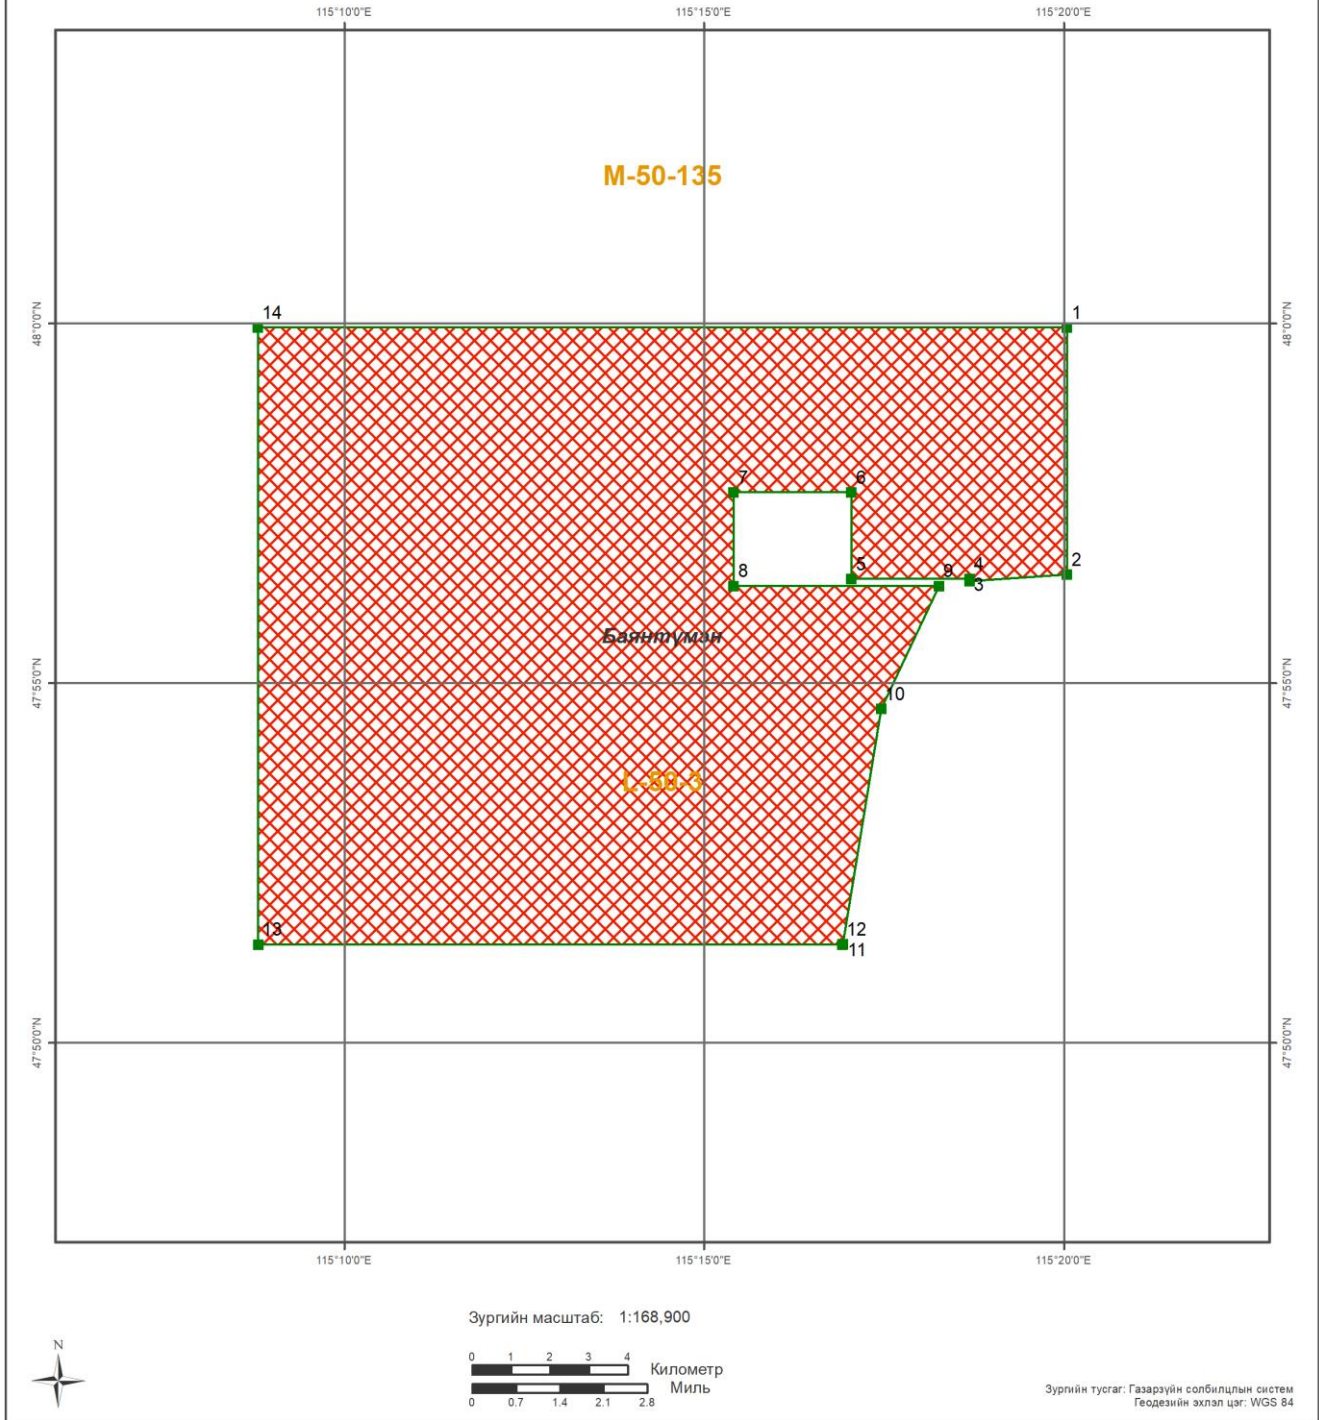 115°10'0"E 115°15'0"E 115°20'0"E
M-50-135
48°0'0"N 48°0'0"N
14 1
7 6
8 5 9 4 3 2
Баянтүмэн
47°55'0"N 47°55'0"N
10
L-50-3
13 12
11
47°50'0"N 47°50'0"N
115°10'0"E 115°15'0"E 115°20'0"E
Зургийн масштаб: 1:168,900
N
0 1 2 3 4
Километр
Миль
0 0.7 1.4 2.1 2.8
Зургийн тусгаг: Газарзүйн солбилцлын систем
Геодезийн эхлэл цэг: WGS 84